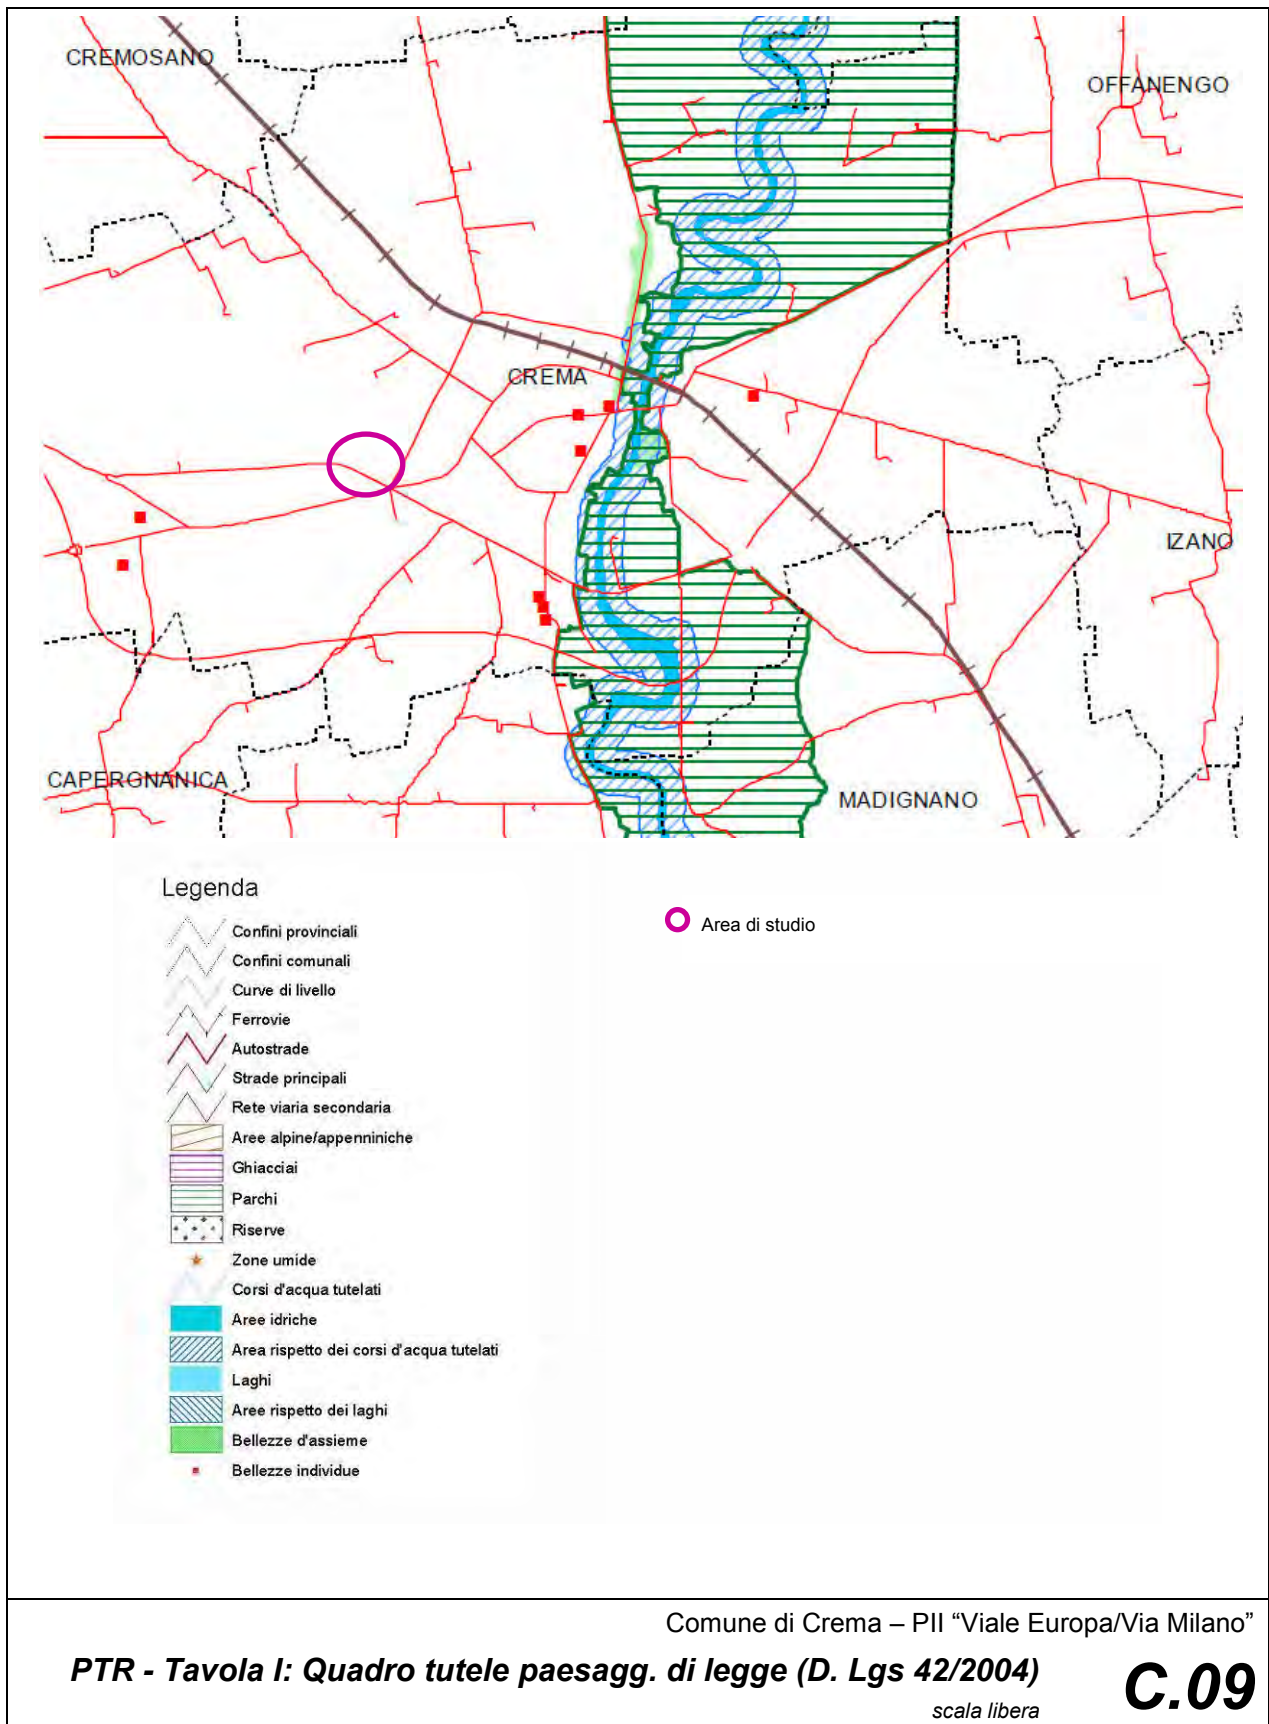 CREMOSANO
OFFANENGO
CREMA
IZANO
CAPERGNANICA
MADIGNANO
Legenda
Confini provinciali
Confini comunali
Curve di livello
Ferrovie
Autostrade
Strade principali
Rete viaria secondaria
Aree alpine/appenniniche
Ghiacciai
Parchi
Riserve
Zone umide
Corsi d'acqua tutelati
Aree idriche
Area rispetto dei corsi d'acqua tutelati
Laghi
Aree rispetto dei laghi
Bellezze d'assieme
Bellezze individue
Area di studio
Comune di Crema – PII “Viale Europa/Via Milano”
PTR - Tavola I: Quadro tutele paesagg. di legge (D. Lgs 42/2004)
scala libera
C.09